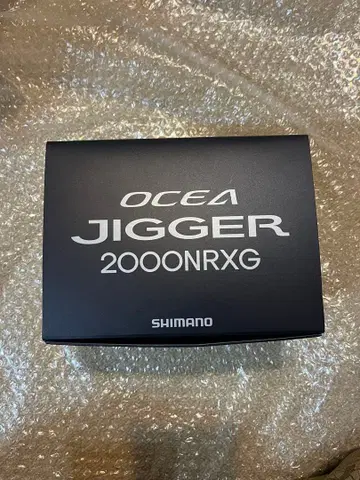 OCEA
JIGGER
2000NRXG
SHIMANO